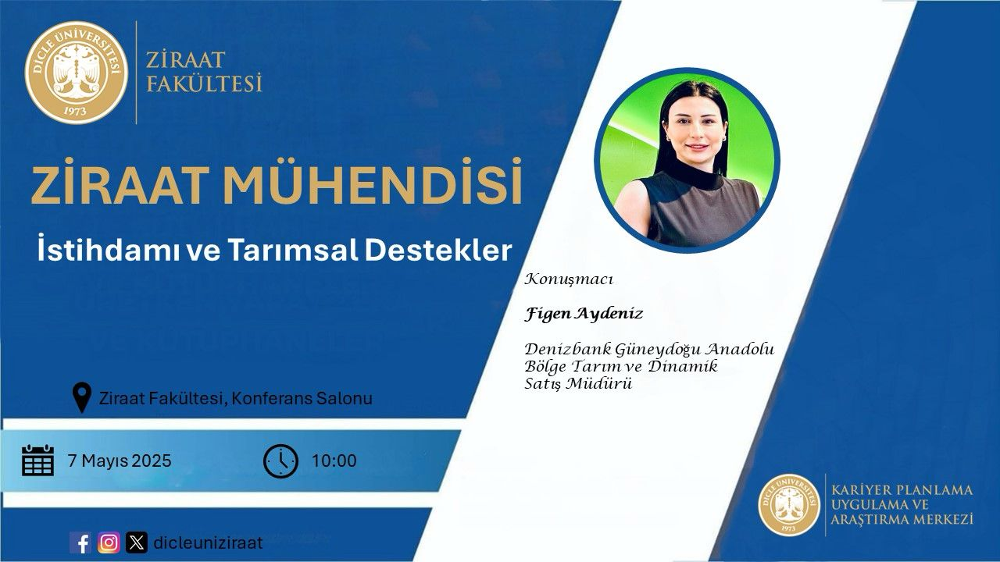 DİCLE ÜNİVERSİTESİ
1973
ZİRAAT
FAKÜLTESİ
ZİRAAT MÜHENDİSİ
İstihdamı ve Tarımsal Destekler
Konuşmacı
Figen Aydeniz
Denizbank Güneydoğu Anadolu
Bölge Tarım ve Dinamik
Satış Müdürü
Ziraat Fakültesi, Konferans Salonu
7 Mayıs 2025
10:00
dicleuniziraat
DİCLE ÜNİVERSİTESİ
1973
KARİYER PLANLAMA
UYGULAMA VE
ARAŞTIRMA MERKEZİ